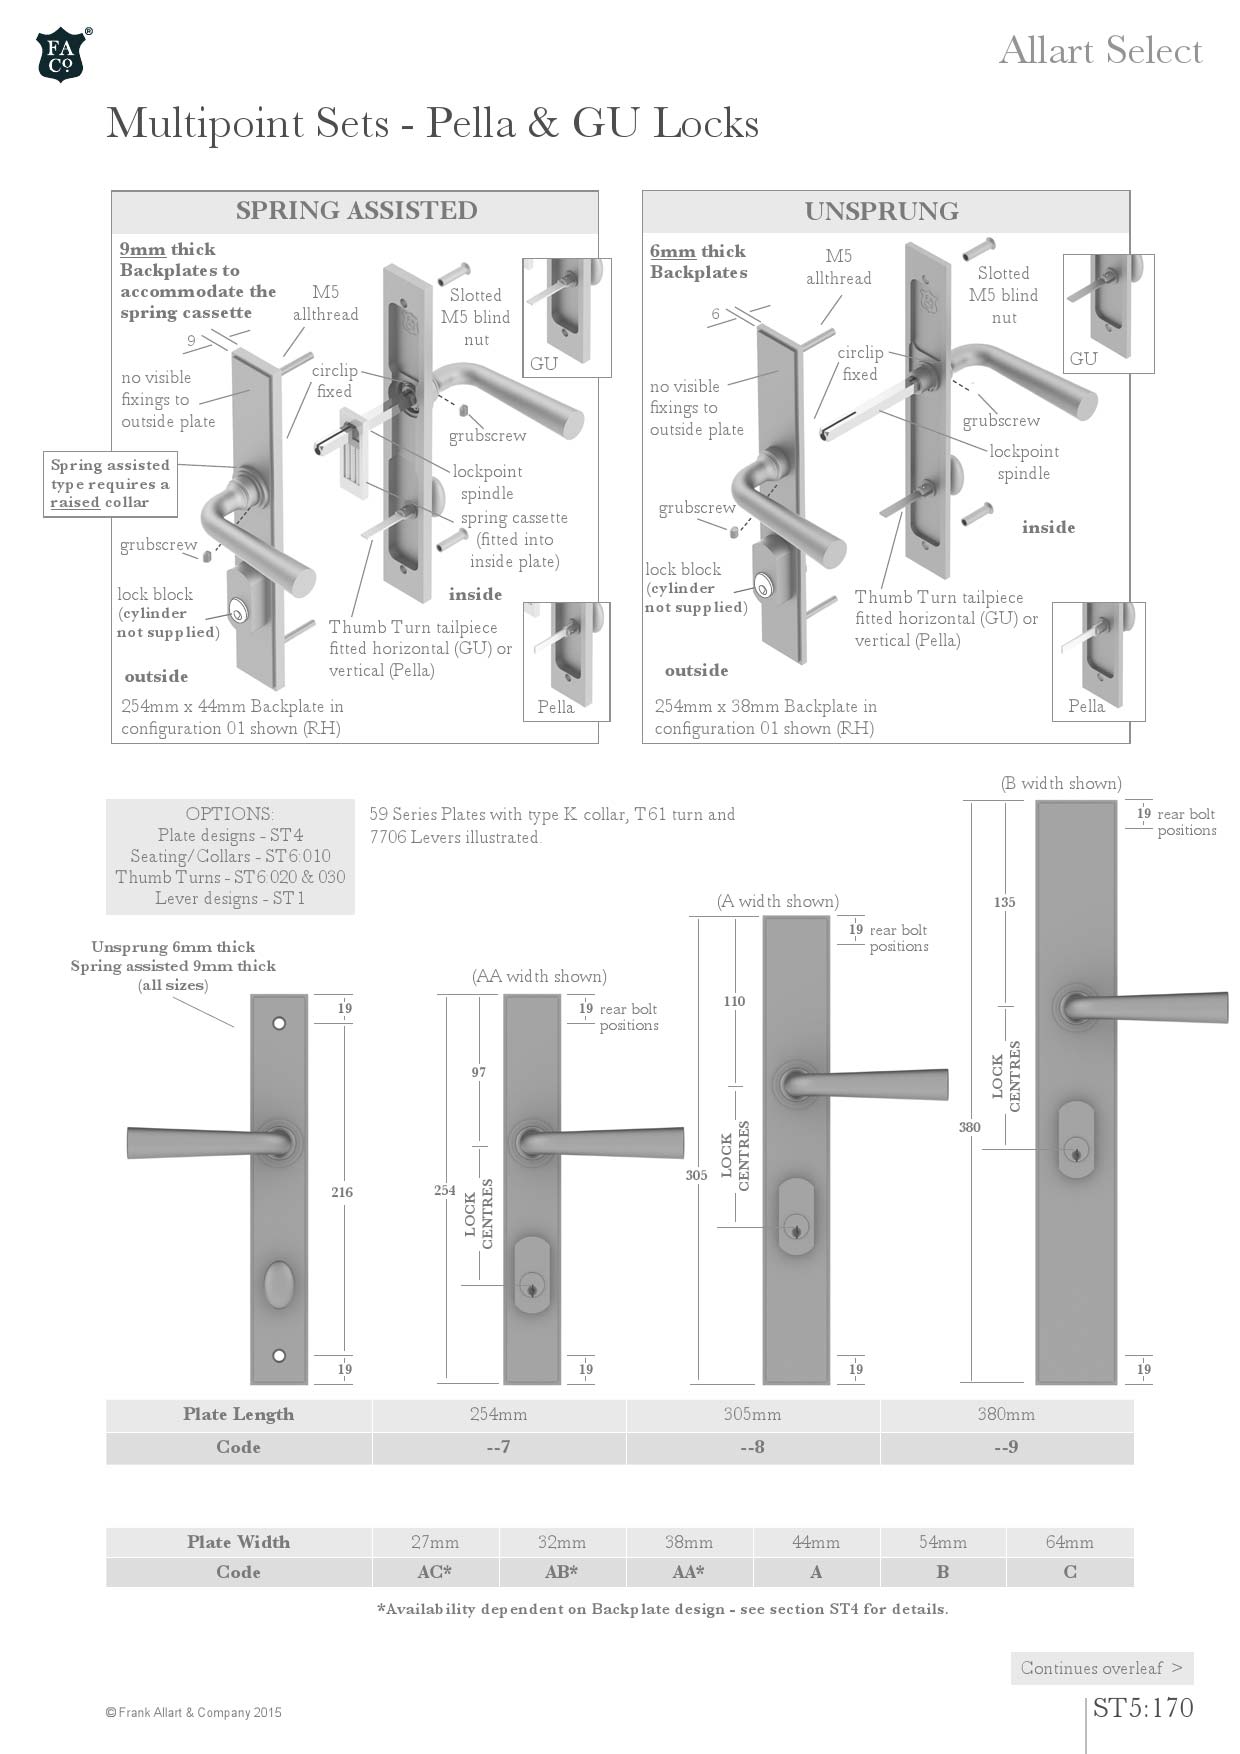 FA
Co.
®
Allart Select
Multipoint Sets - Pella & GU Locks
SPRING ASSISTED
9mm thick
Backplates to
accommodate the
spring cassette
9
M5
allthread
Slotted
M5 blind
nut
GU
no visible
fixings to
outside plate
circlip
fixed
grubscrew
Spring assisted
type requires a
raised collar
lockpoint
spindle
spring cassette
(fitted into
inside plate)
grubscrew
lock block
(cylinder
not supplied)
inside
Thumb Turn tailpiece
fitted horizontal (GU) or
vertical (Pella)
outside
Pella
254mm x 44mm Backplate in
configuration 01 shown (RH)
UNSPRUNG
6mm thick
Backplates
6
M5
allthread
Slotted
M5 blind
nut
GU
circlip
fixed
no visible
fixings to
outside plate
grubscrew
lockpoint
spindle
grubscrew
inside
lock block
(cylinder
not supplied)
Thumb Turn tailpiece
fitted horizontal (GU) or
vertical (Pella)
outside
Pella
254mm x 38mm Backplate in
configuration 01 shown (RH)
OPTIONS:
Plate designs - ST4
Seating/Collars - ST6:010
Thumb Turns - ST6:020 & 030
Lever designs - ST1
59 Series Plates with type K collar, T61 turn and
7706 Levers illustrated.
Unsprung 6mm thick
Spring assisted 9mm thick
(all sizes)
19
216
19
(AA width shown)
19 rear bolt
positions
97
254
LOCK
CENTRES
19
(A width shown)
19 rear bolt
positions
110
305
LOCK
CENTRES
19
(B width shown)
19 rear bolt
positions
135
380
LOCK
CENTRES
19
Plate Length 254mm 305mm 380mm
Code --7 --8 --9
Plate Width 27mm 32mm 38mm 44mm 54mm 64mm
Code AC* AB* AA* A B C
*Availability dependent on Backplate design - see section ST4 for details.
Continues overleaf >
© Frank Allart & Company 2015
ST5:170